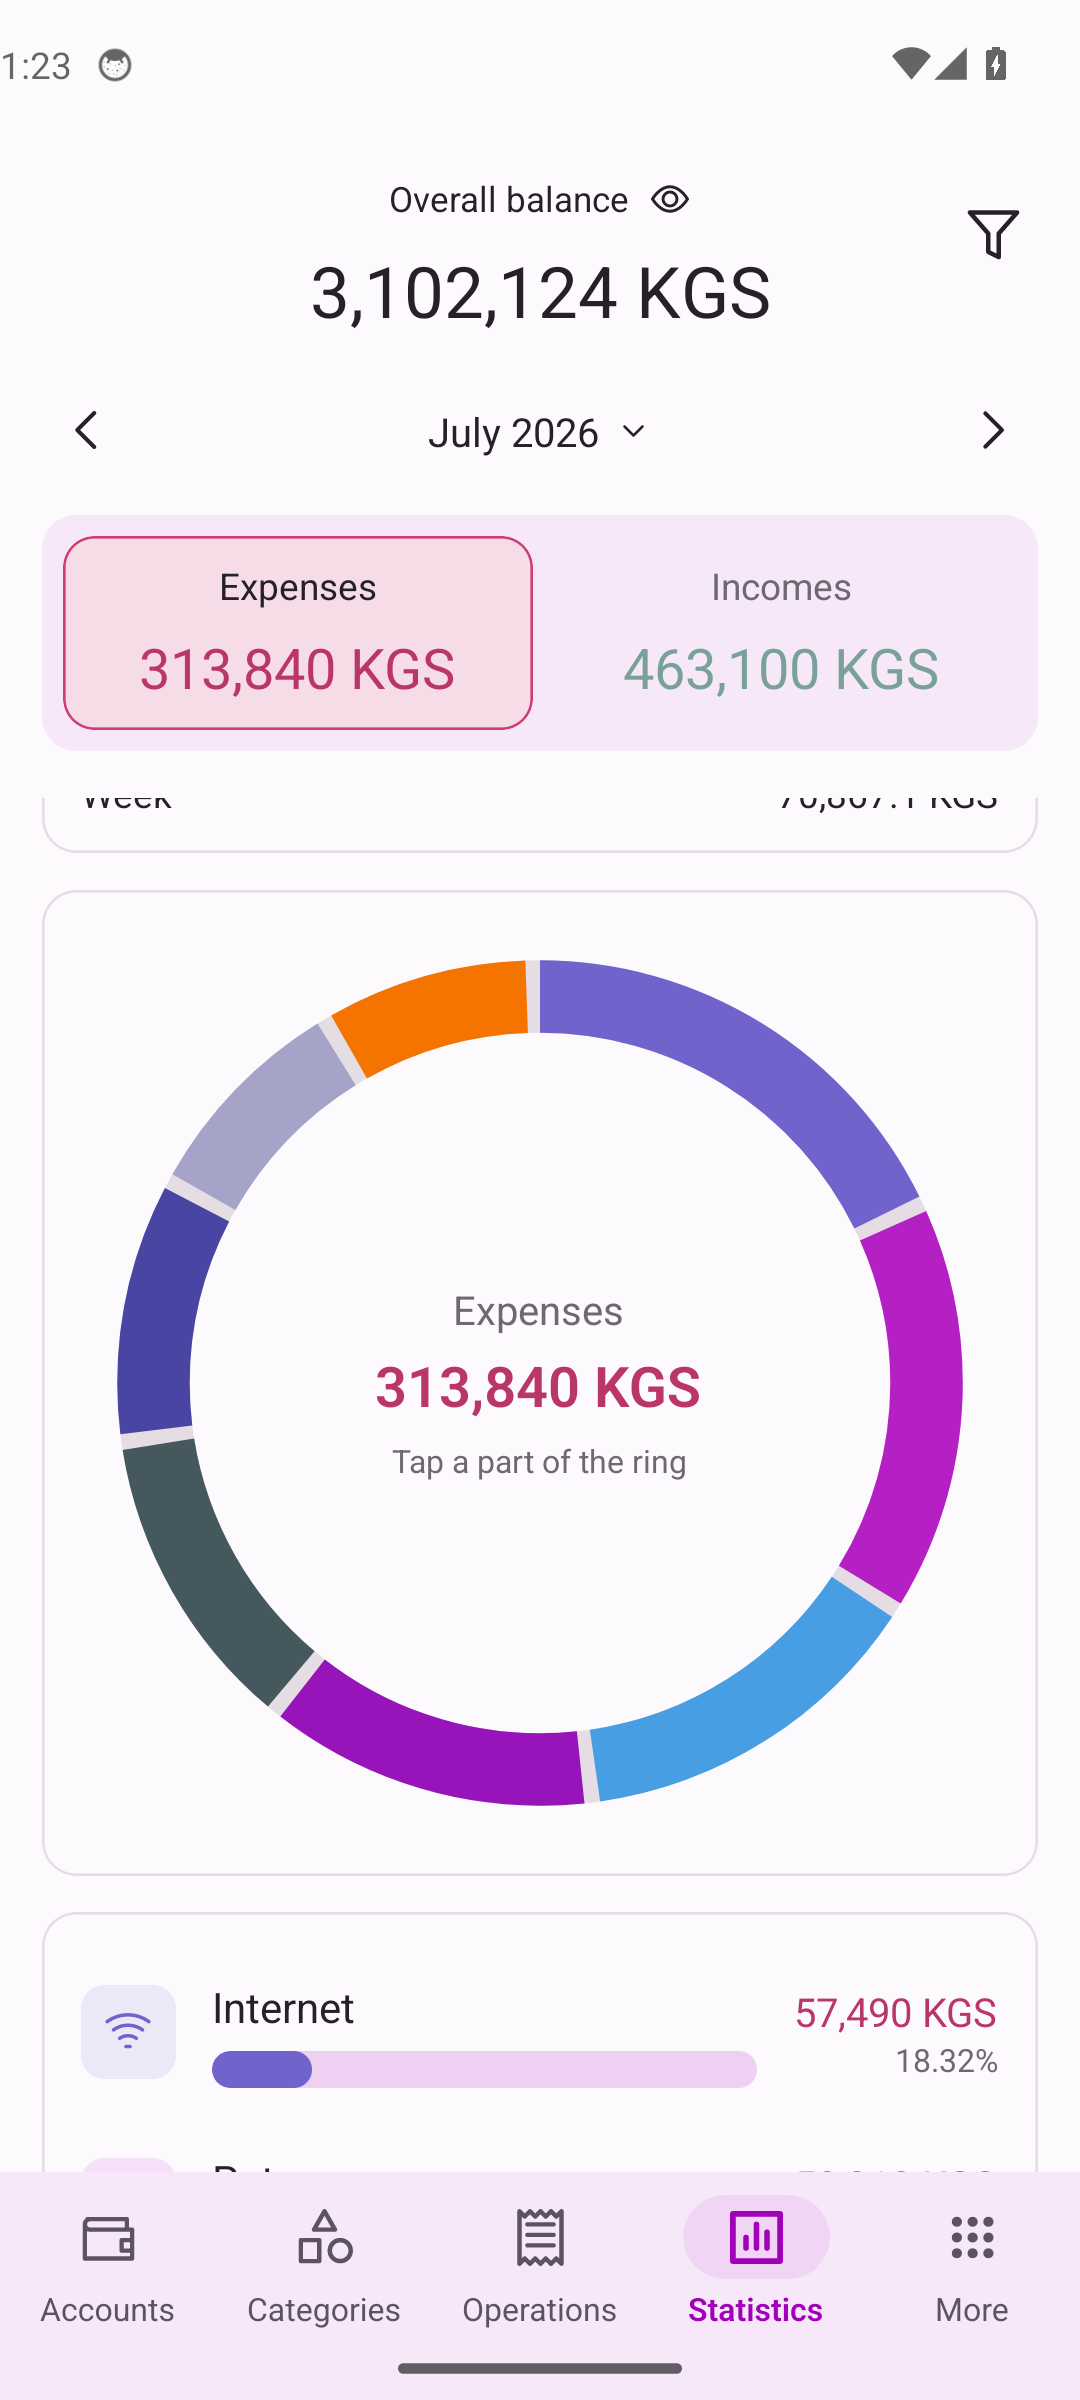 1:23
Overall balance
3,102,124 KGS
July 2026
Expenses
Incomes
313,840 KGS
463,100 KGS
Week
Expenses
313,840 KGS
Tap a part of the ring
Internet
57,490 KGS
18.32%
Accounts
Categories
Operations
Statistics
More